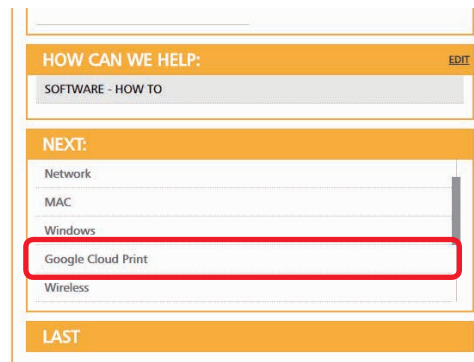 HOW CAN WE HELP:
EDIT
SOFTWARE - HOW TO
NEXT:
Network
MAC
Windows
Google Cloud Print
Wireless
LAST